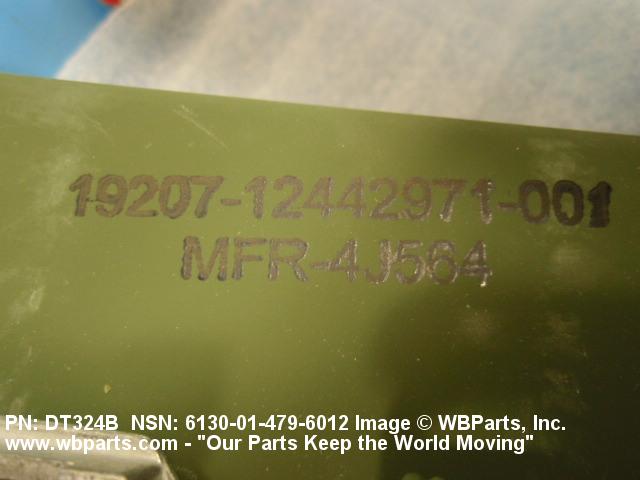 19207-12442971-001
MFR-4J564
PN: DT324B NSN: 6130-01-479-6012 Image © WBParts, Inc.
www.wbparts.com - "Our Parts Keep the World Moving"